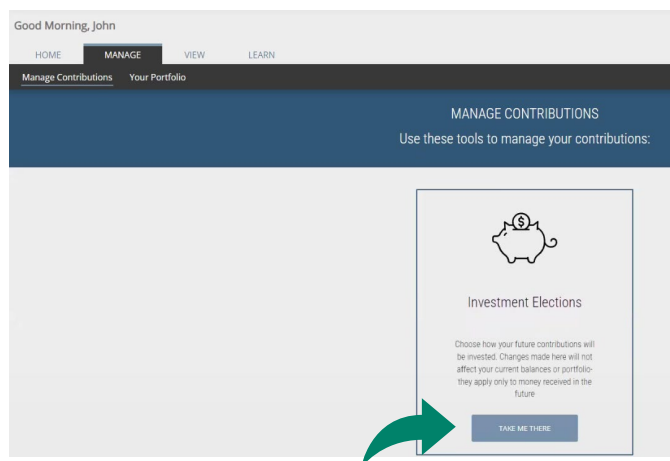 Good Morning, John
HOME MANAGE VIEW LEARN
Manage Contributions Your Portfolio
MANAGE CONTRIBUTIONS
Use these tools to manage your contributions:
$
Investment Elections
Choose how your future contributions will
be invested. Changes made here will not
affect your current balances or portfolio-
they apply only to money received in the
future
TAKE ME THERE